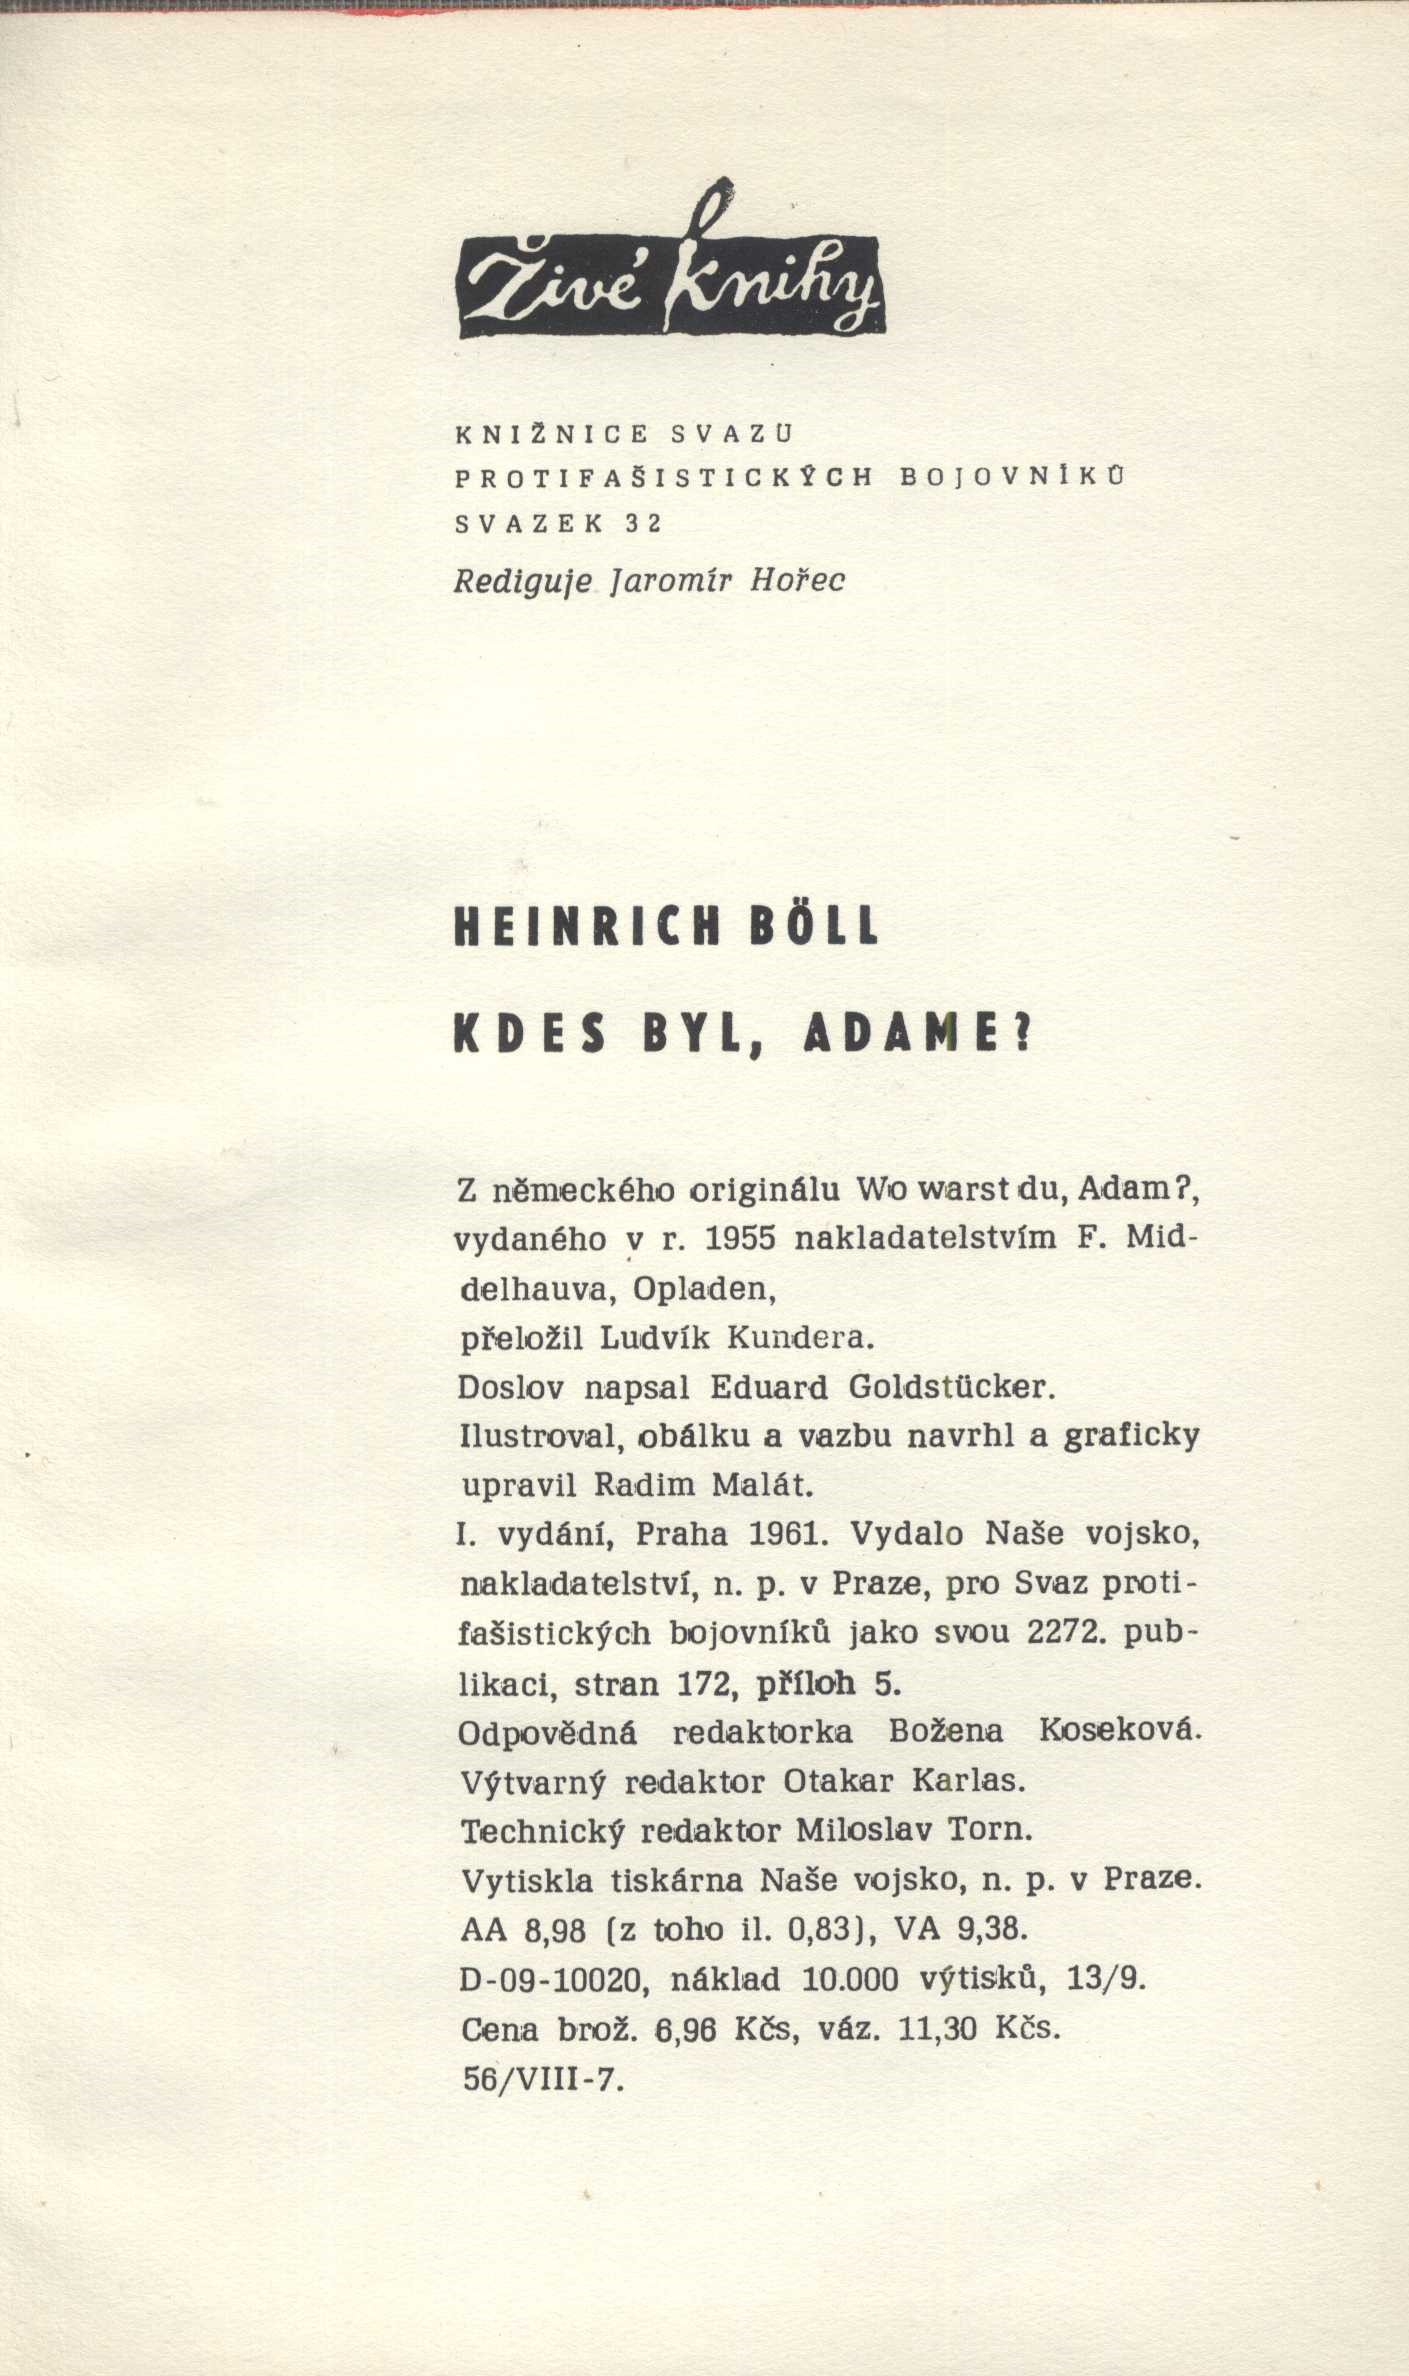 Živé knihy
KNIŽNICE SVAZU
PROTIFAŠISTICKÝCH BOJOVNÍKŮ
SVAZEK 32
Rediguje Jaromír Hořec
HEINRICH BÖLL
KDES BYL, ADAME?
Z německého originálu Wo warst du, Adam?,
vydaného v r. 1955 nakladatelstvím F. Mid-
delhauva, Opladen,
přeložil Ludvík Kundera.
Doslov napsal Eduard Goldstücker.
Ilustroval, obálku a vazbu navrhl a graficky
upravil Radim Malát.
I. vydání, Praha 1961. Vydalo Naše vojsko,
nakladatelství, n. p. v Praze, pro Svaz proti-
fašistických bojovníků jako svou 2272. pub-
likaci, stran 172, příloh 5.
Odpovědná redaktorka Božena Koseková.
Výtvarný redaktor Otakar Karlas.
Technický redaktor Miloslav Torn.
Vytiskla tiskárna Naše vojsko, n. p. v Praze.
AA 8,98 (z toho il. 0,83), VA 9,38.
D-09-10020, náklad 10.000 výtisků, 13/9.
Cena brož. 6,96 Kčs, váz. 11,30 Kčs.
56/VIII-7.